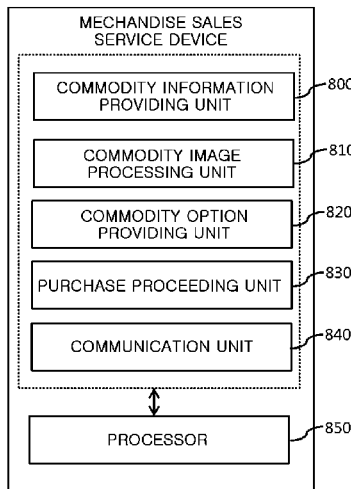 MECHANDISE SALES
SERVICE DEVICE
COMMODITY INFORMATION
PROVIDING UNIT
800
COMMODITY IMAGE
PROCESSING UNIT
810
COMMODITY OPTION
PROVIDING UNIT
820
PURCHASE PROCEEDING UNIT
830
COMMUNICATION UNIT
840
PROCESSOR
850